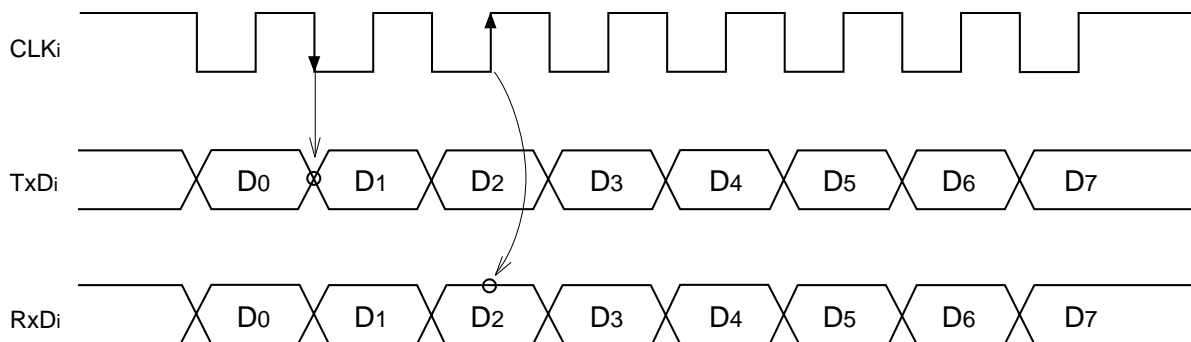 CLKi
TxDi D0 D1 D2 D3 D4 D5 D6 D7
RxDi D0 D1 D2 D3 D4 D5 D6 D7